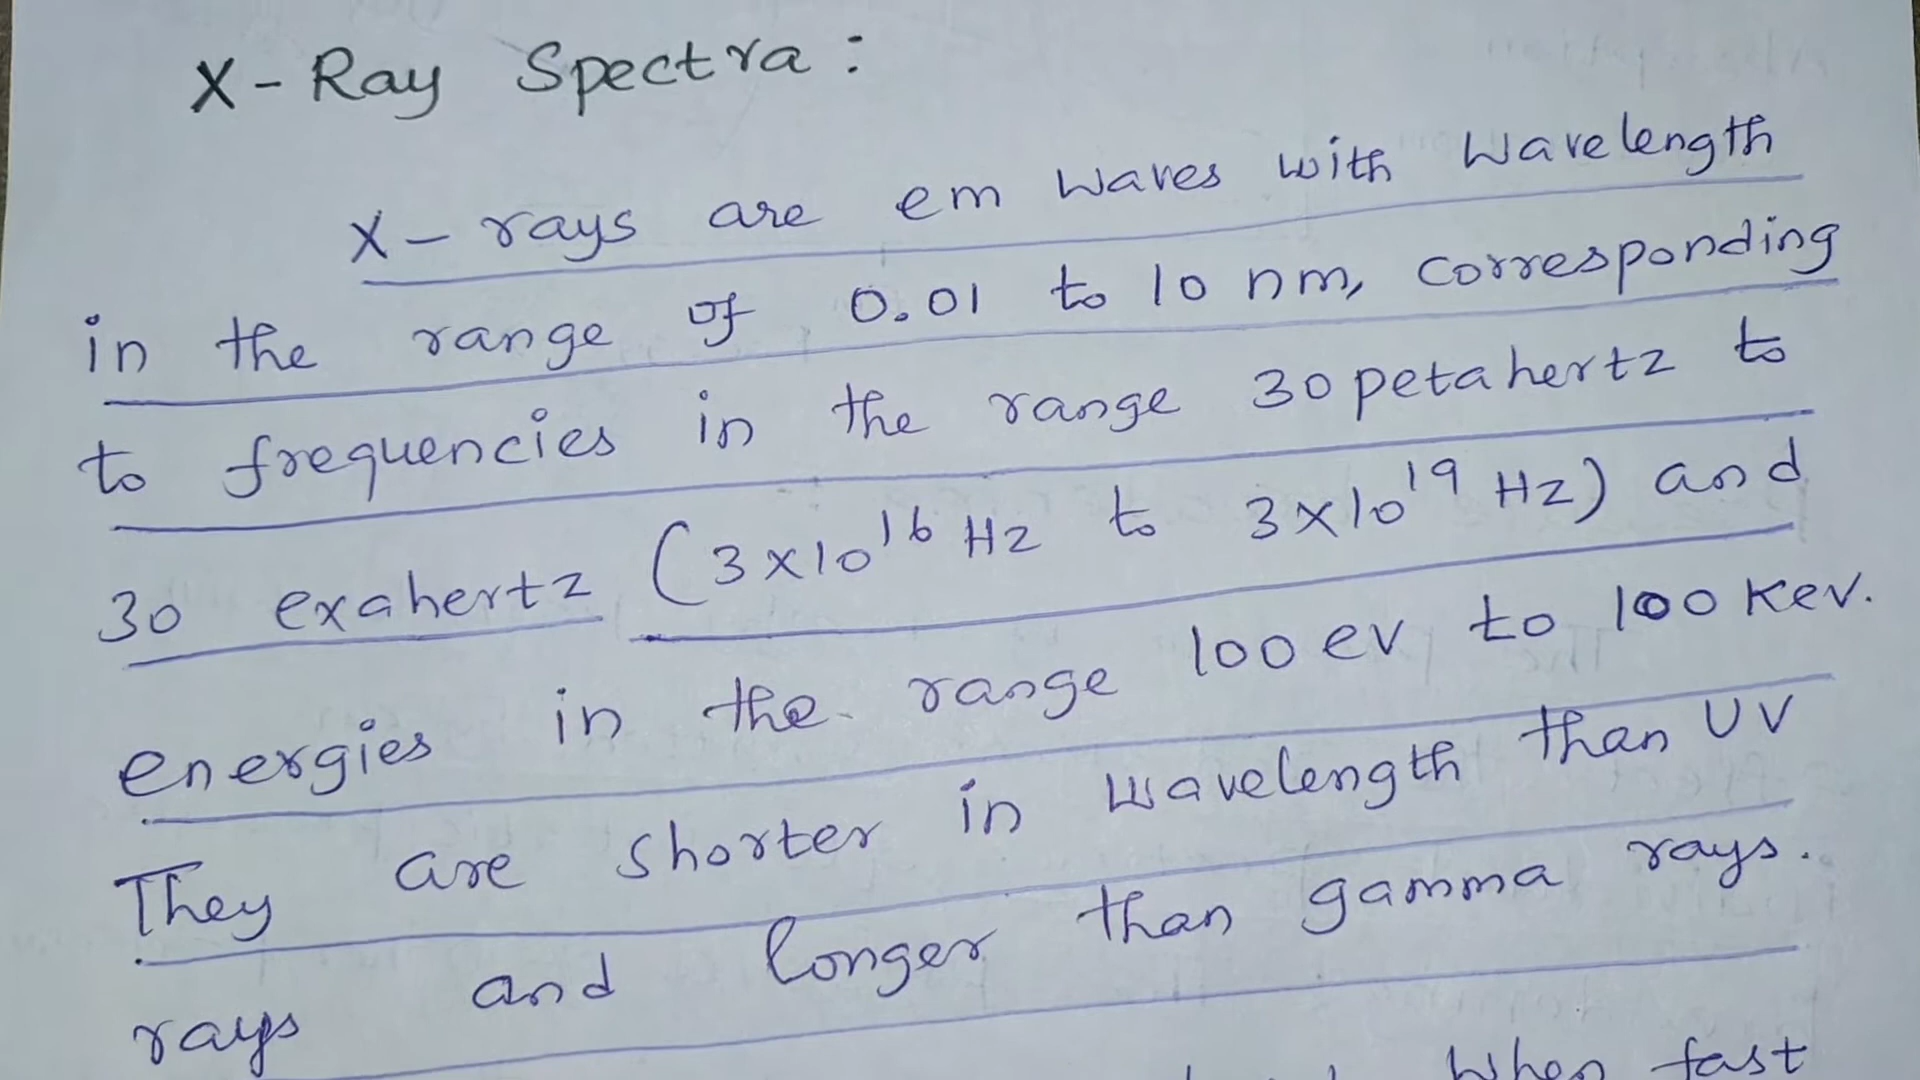 X-Ray Spectra:
X-rays are em waves with wavelength
in the range of 0.01 to 10 nm, corresponding
to frequencies in the range 30 petahertz to
30 exahertz (3×10¹⁶ Hz to 3×10¹⁹ Hz) and
energies in the range 100 ev to 100 Kev.
They are shorter in wavelength than UV
rays and longer than gamma rays.
When fast